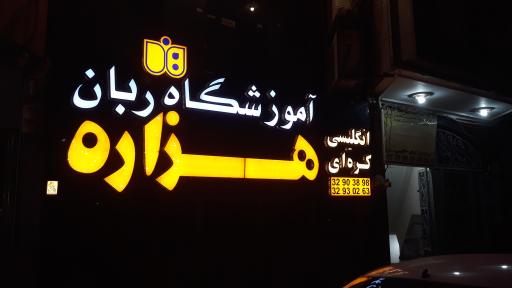 آموزشگاه زبان
هزاره
انگلیسی
کره‌ای
32 90 38 98
32 93 02 63